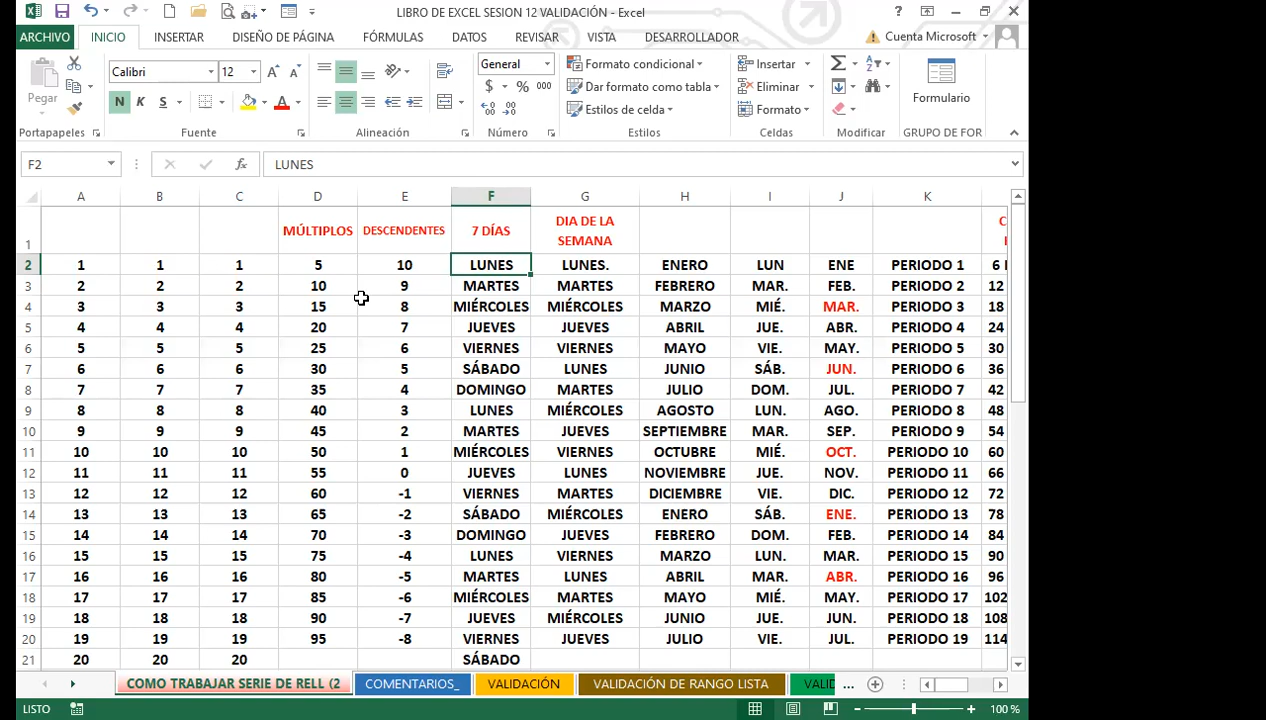 LIBRO DE EXCEL SESION 12 VALIDACIÓN - Excel
ARCHIVO INICIO INSERTAR DISEÑO DE PÁGINA FÓRMULAS DATOS REVISAR VISTA DESARROLLADOR Cuenta Microsoft
Calibri 12 General Formato condicional Insertar
Pegar N K S $ % 000 Dar formato como tabla Eliminar Formulario
Estilos de celda Formato
Portapapeles Fuente Alineación Número Estilos Celdas Modificar GRUPO DE FOR
F2 fx LUNES
A B C D E F G H I J K
1 MÚLTIPLOS DESCENDENTES 7 DÍAS DIA DE LA SEMANA
2 1 1 1 5 10 LUNES LUNES. ENERO LUN ENE PERIODO 1 6
3 2 2 2 10 9 MARTES MARTES FEBRERO MAR. FEB. PERIODO 2 12
4 3 3 3 15 8 MIÉRCOLES MIÉRCOLES MARZO MIÉ. MAR. PERIODO 3 18
5 4 4 4 20 7 JUEVES JUEVES ABRIL JUE. ABR. PERIODO 4 24
6 5 5 5 25 6 VIERNES VIERNES MAYO VIE. MAY. PERIODO 5 30
7 6 6 6 30 5 SÁBADO LUNES JUNIO SÁB. JUN. PERIODO 6 36
8 7 7 7 35 4 DOMINGO MARTES JULIO DOM. JUL. PERIODO 7 42
9 8 8 8 40 3 LUNES MIÉRCOLES AGOSTO LUN. AGO. PERIODO 8 48
10 9 9 9 45 2 MARTES JUEVES SEPTIEMBRE MAR. SEP. PERIODO 9 54
11 10 10 10 50 1 MIÉRCOLES VIERNES OCTUBRE MIÉ. OCT. PERIODO 10 60
12 11 11 11 55 0 JUEVES LUNES NOVIEMBRE JUE. NOV. PERIODO 11 66
13 12 12 12 60 -1 VIERNES MARTES DICIEMBRE VIE. DIC. PERIODO 12 72
14 13 13 13 65 -2 SÁBADO MIÉRCOLES ENERO SÁB. ENE. PERIODO 13 78
15 14 14 14 70 -3 DOMINGO JUEVES FEBRERO DOM. FEB. PERIODO 14 84
16 15 15 15 75 -4 LUNES VIERNES MARZO LUN. MAR. PERIODO 15 90
17 16 16 16 80 -5 MARTES LUNES ABRIL MAR. ABR. PERIODO 16 96
18 17 17 17 85 -6 MIÉRCOLES MARTES MAYO MIÉ. MAY. PERIODO 17 102
19 18 18 18 90 -7 JUEVES MIÉRCOLES JUNIO JUE. JUN. PERIODO 18 108
20 19 19 19 95 -8 VIERNES JUEVES JULIO VIE. JUL. PERIODO 19 114
21 20 20 20 SÁBADO
COMO TRABAJAR SERIE DE RELL (2 COMENTARIOS_ VALIDACIÓN VALIDACIÓN DE RANGO LISTA VALID ...
LISTO 100 %